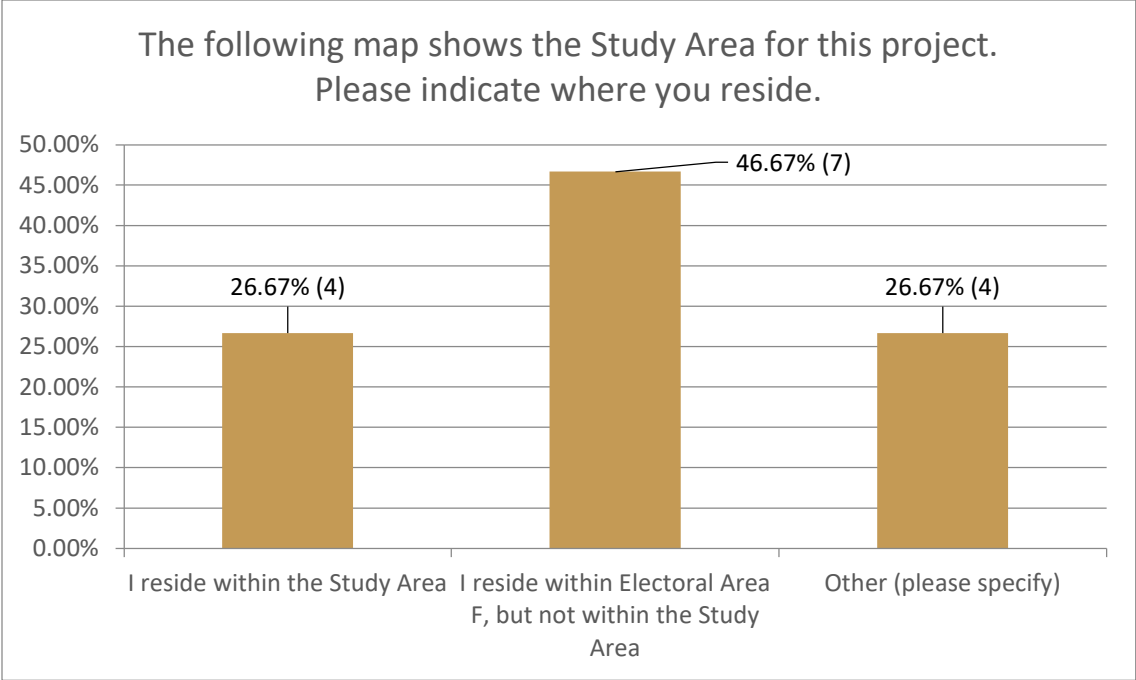 The following map shows the Study Area for this project.
Please indicate where you reside.
50.00%
45.00%
40.00%
35.00%
30.00%
25.00%
20.00%
15.00%
10.00%
5.00%
0.00%
26.67% (4)
46.67% (7)
26.67% (4)
I reside within the Study Area
I reside within Electoral Area
F, but not within the Study
Area
Other (please specify)